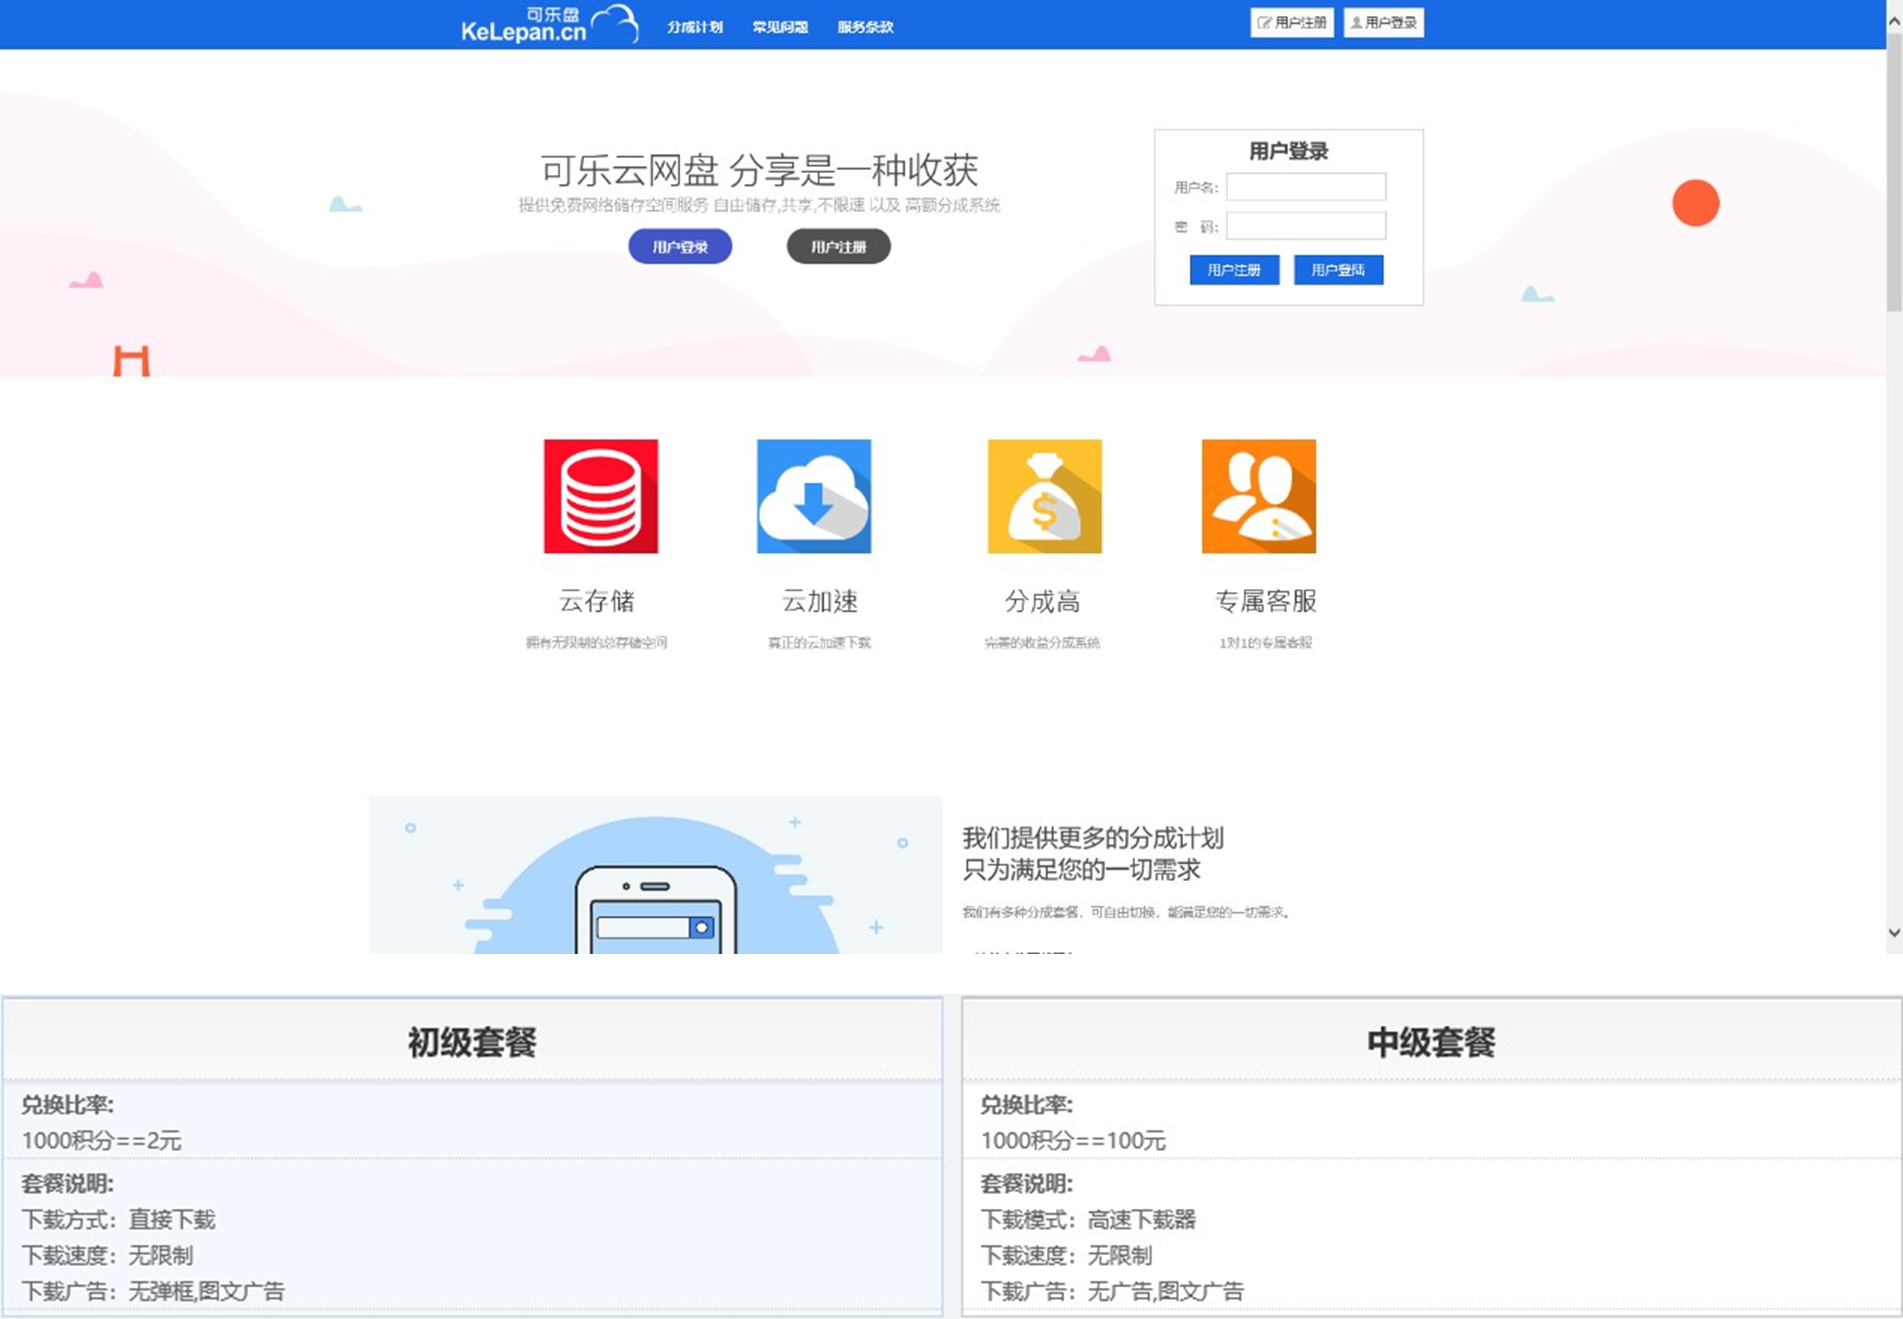 可乐盘
KeLepan.cn
分成计划 常见问题 服务条款
用户注册 用户登录
可乐云网盘 分享是一种收获
提供免费网络储存空间服务 自由储存,共享,不限速 以及 高额分成系统
用户登录 用户注册
用户登录
用户名:
密 码:
用户注册 用户登陆
云存储 云加速 分成高 专属客服
拥有无限制的总存储空间 真正的云加速下载 完善的收益分成系统 1对1的专属客服
我们提供更多的分成计划
只为满足您的一切需求
我们有多种分成套餐，可自由切换，能满足您的一切需求。
初级套餐
兑换比率:
1000积分==2元
套餐说明:
下载方式：直接下载
下载速度：无限制
下载广告：无弹框,图文广告
中级套餐
兑换比率:
1000积分==100元
套餐说明:
下载模式：高速下载器
下载速度：无限制
下载广告：无广告,图文广告